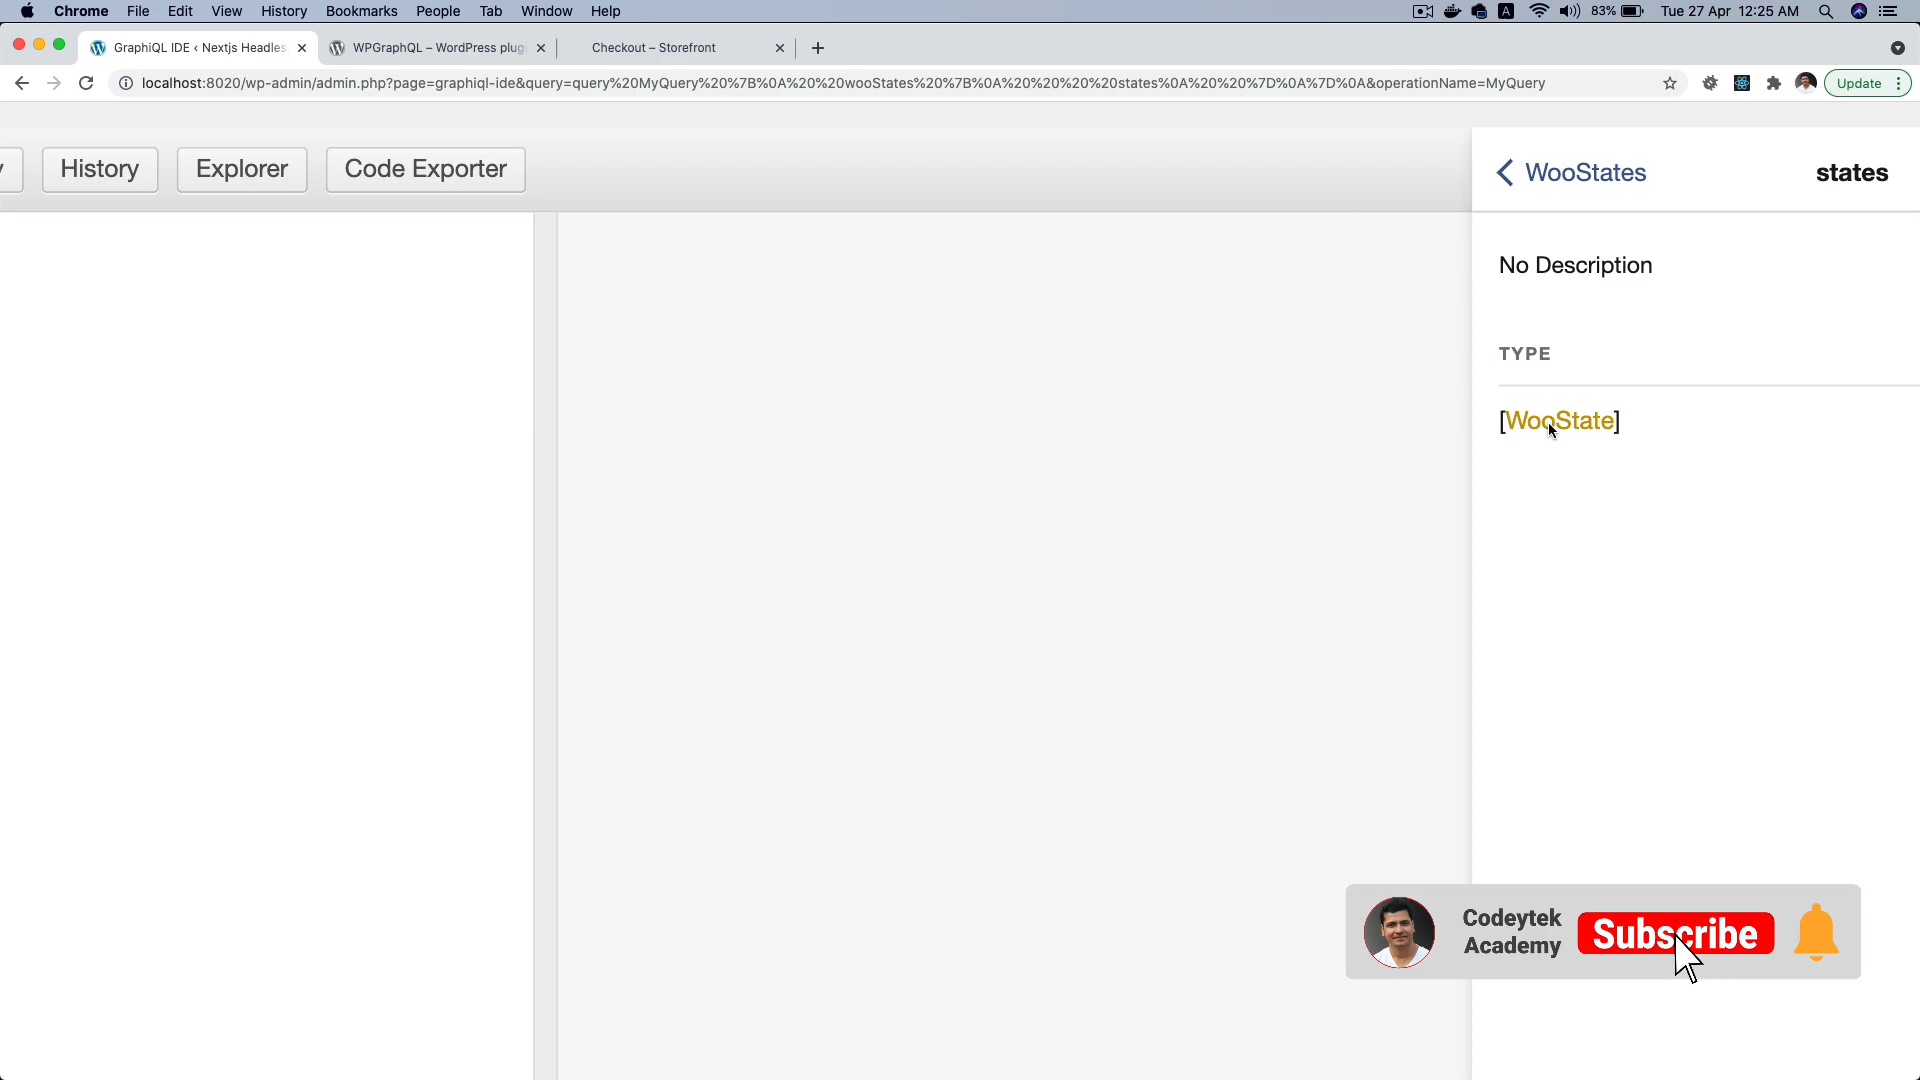 Chrome File Edit View History Bookmarks People Tab Window Help
A 83% Tue 27 Apr 12:25 AM
GraphiQL IDE ‹ Nextjs Headles
WPGraphQL – WordPress plug
Checkout – Storefront
localhost:8020/wp-admin/admin.php?page=graphiql-ide&query=query%20MyQuery%20%7B%0A%20%20wooStates%20%7B%0A%20%20%20%20states%0A%20%20%7D%0A%7D%0A&operationName=MyQuery
Update
History Explorer Code Exporter
WooStates states
No Description
TYPE
[WooState]
Codeytek
Academy
Subscribe